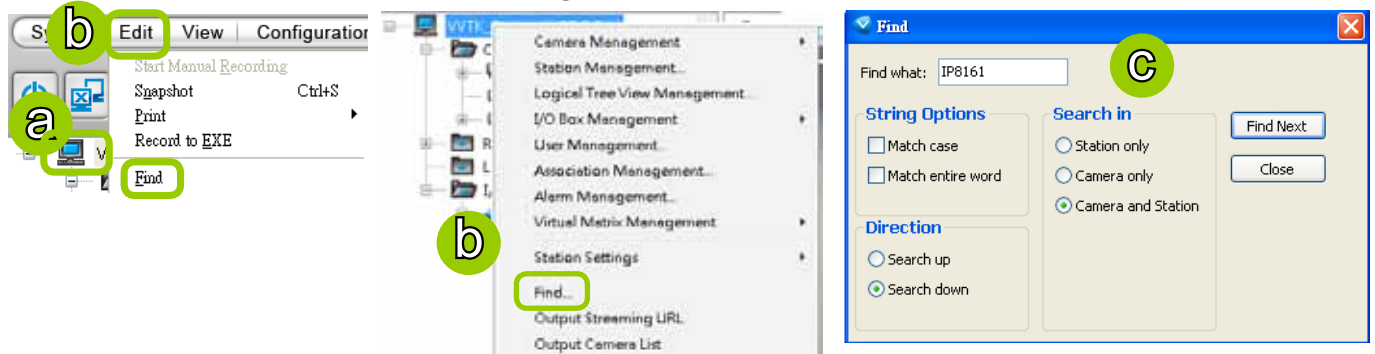 Sy
b
Edit View Configuration
Start Manual Recording
Snapshot Ctrl+S
Print
Record to EXE
Find
a
V
VVTK
C
Camera Management
Station Management...
Logical Tree View Management...
I/O Box Management
R
User Management...
L
Association Management...
Alarm Management...
Virtual Matrix Management
b
Station Settings
Find...
Output Streaming URL
Output Camera List
Find
c
Find what: IP8161
String Options
Match case
Match entire word
Direction
Search up
Search down
Search in
Station only
Camera only
Camera and Station
Find Next
Close